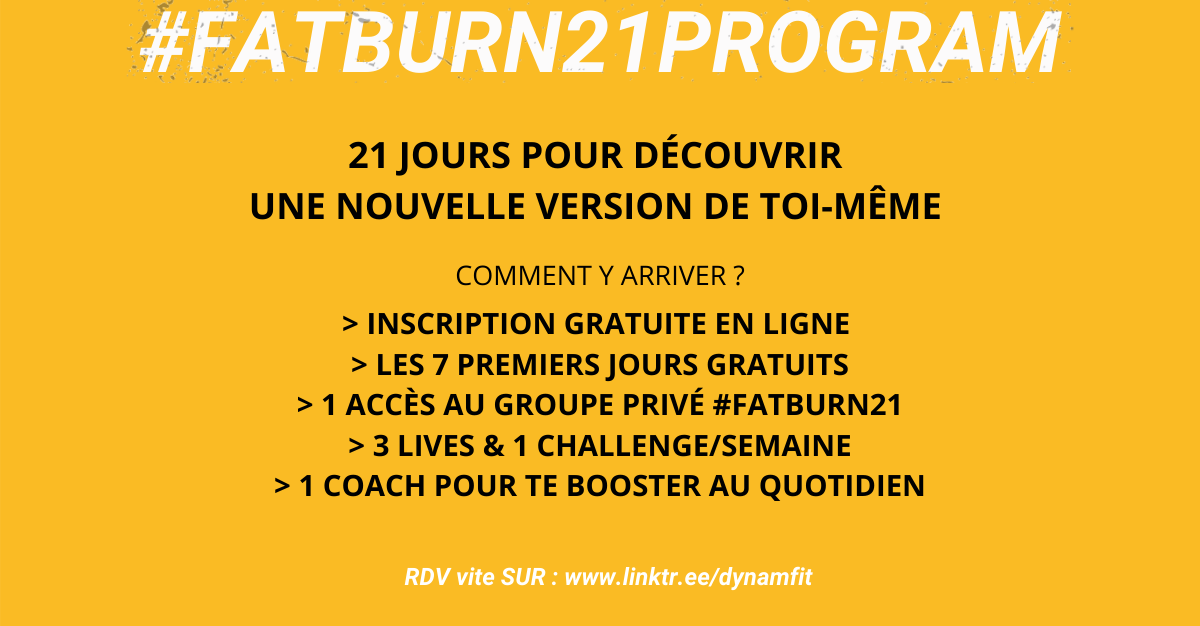 #FATBURN21PROGRAM
21 JOURS POUR DÉCOUVRIR
UNE NOUVELLE VERSION DE TOI-MÊME
COMMENT Y ARRIVER ?
> INSCRIPTION GRATUITE EN LIGNE
> LES 7 PREMIERS JOURS GRATUITS
> 1 ACCÈS AU GROUPE PRIVÉ #FATBURN21
> 3 LIVES & 1 CHALLENGE/SEMAINE
> 1 COACH POUR TE BOOSTER AU QUOTIDIEN
RDV vite SUR : www.linktr.ee/dynamfit